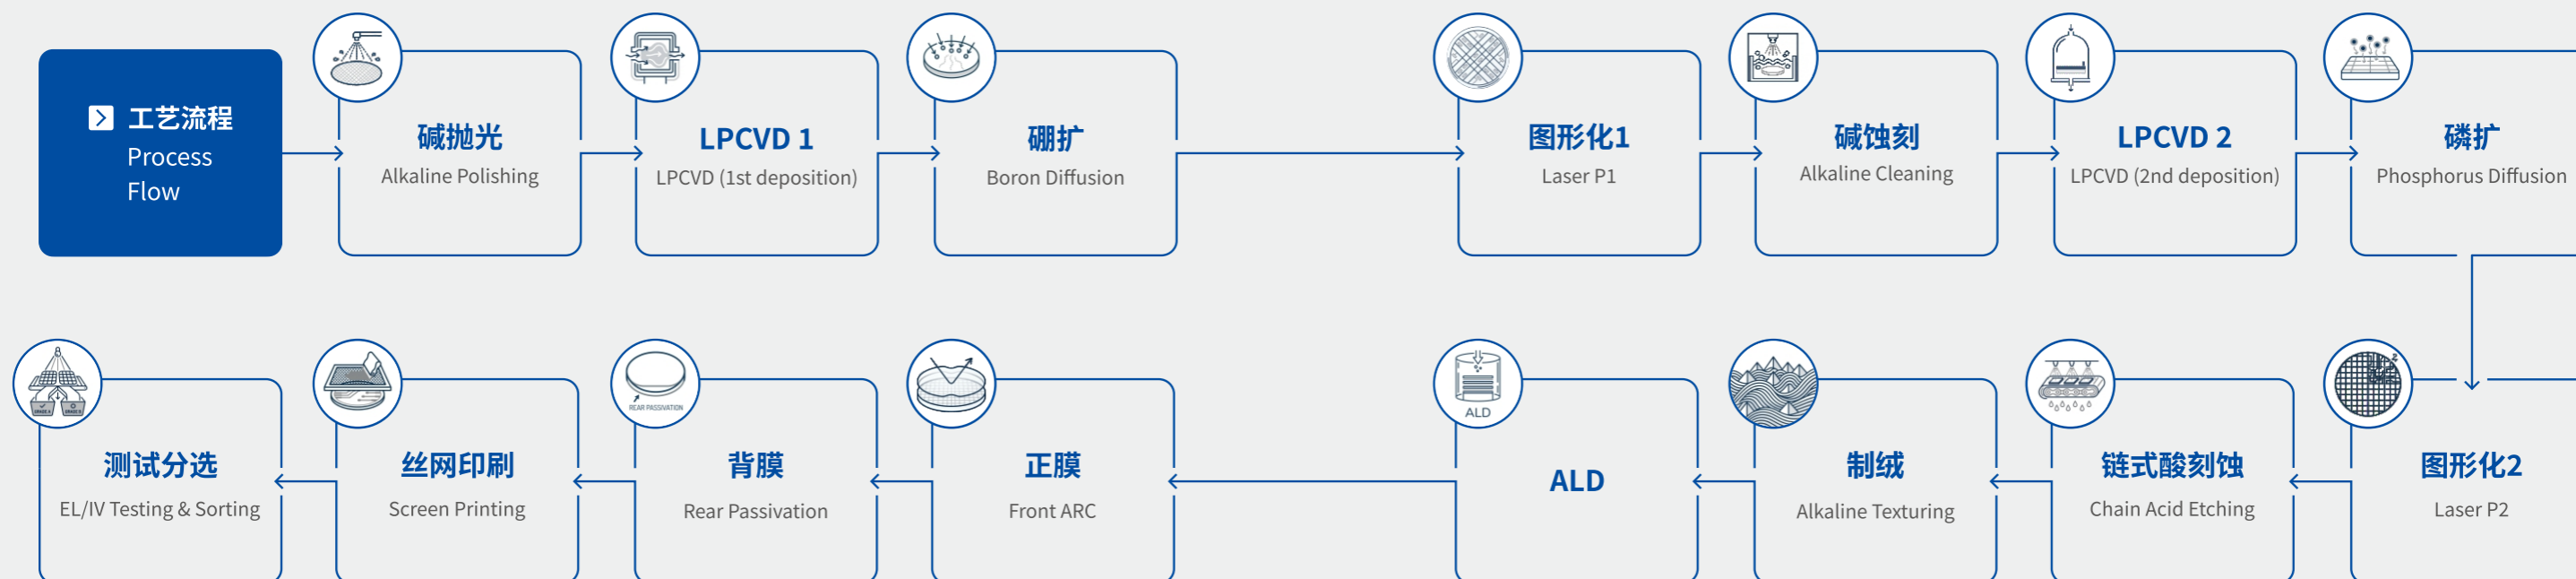 工艺流程
Process
Flow
碱抛光
Alkaline Polishing
LPCVD 1
LPCVD (1st deposition)
硼扩
Boron Diffusion
图形化1
Laser P1
碱蚀刻
Alkaline Cleaning
LPCVD 2
LPCVD (2nd deposition)
磷扩
Phosphorus Diffusion
图形化2
Laser P2
链式酸刻蚀
Chain Acid Etching
制绒
Alkaline Texturing
ALD
ALD
正膜
Front ARC
REAR PASSIVATION
背膜
Rear Passivation
丝网印刷
Screen Printing
测试分选
EL/IV Testing & Sorting